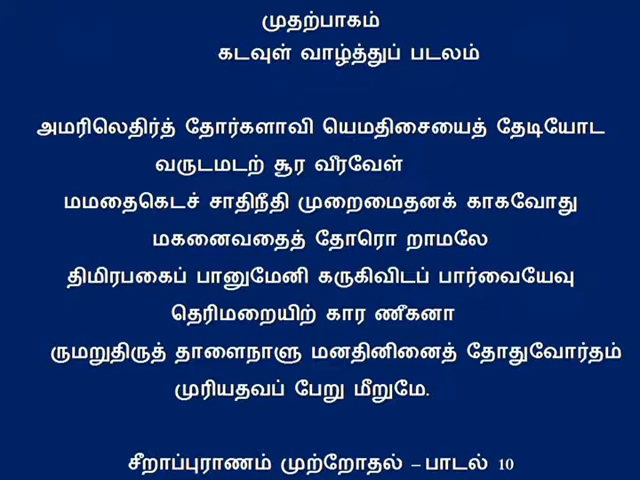 முதற்பாகம்
கடவுள் வாழ்த்துப் படலம்
அமரிலெதிர்த் தோர்களாவி யெமதிசையைத் தேடியோட
வருடமடற் சூர வீரவேள்
மமதைகெடச் சாதிநீதி முறைமைதனக் காகவோது
மகனைவதைத் தோரொ றாமலே
திமிரபகைப் பானுமேனி கருகிவிடப் பார்வையேவு
தெரிமறையிற் கார ணீகனா
ருமறுதிருத் தாளைநாளு மனதினினைத் தோதுவோர்தம்
முரியதவப் பேறு மீறுமே.
சீறாப்புராணம் முற்றோதல் – பாடல் 10